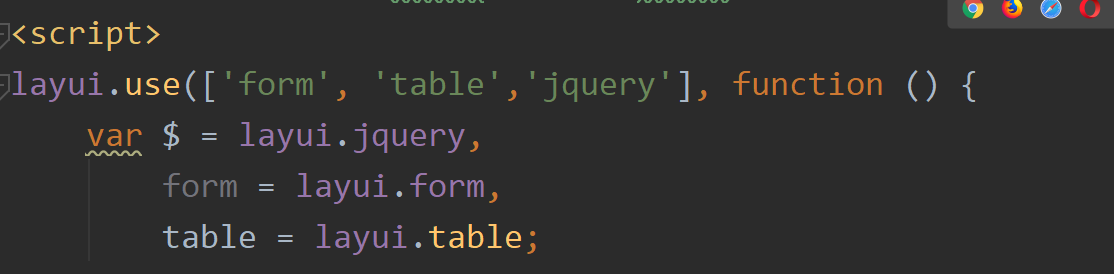 <script>
layui.use(['form', 'table','jquery'], function () {
var $ = layui.jquery,
form = layui.form,
table = layui.table;